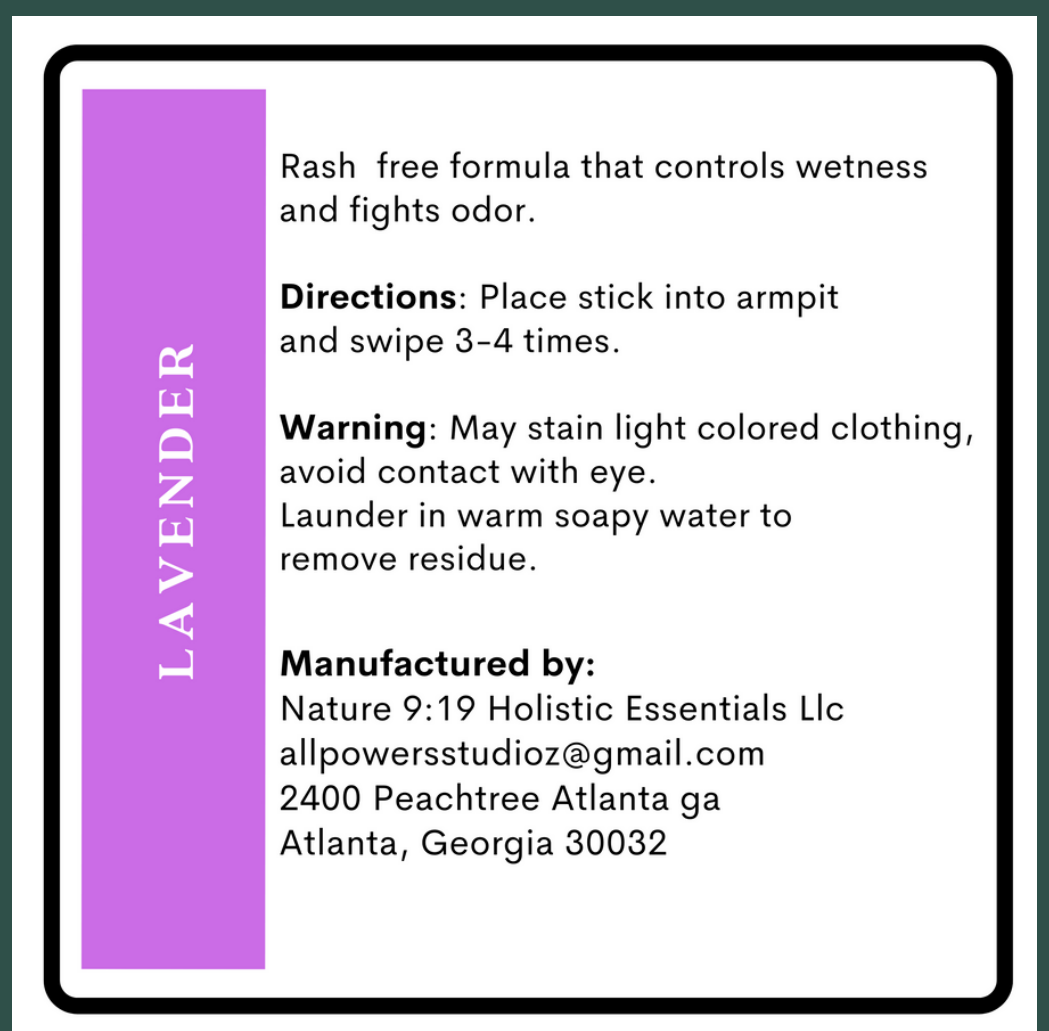 LAVENDER
Rash free formula that controls wetness
and fights odor.
Directions: Place stick into armpit
and swipe 3-4 times.
Warning: May stain light colored clothing,
avoid contact with eye.
Launder in warm soapy water to
remove residue.
Manufactured by:
Nature 9:19 Holistic Essentials Llc
allpowersstudioz@gmail.com
2400 Peachtree Atlanta ga
Atlanta, Georgia 30032